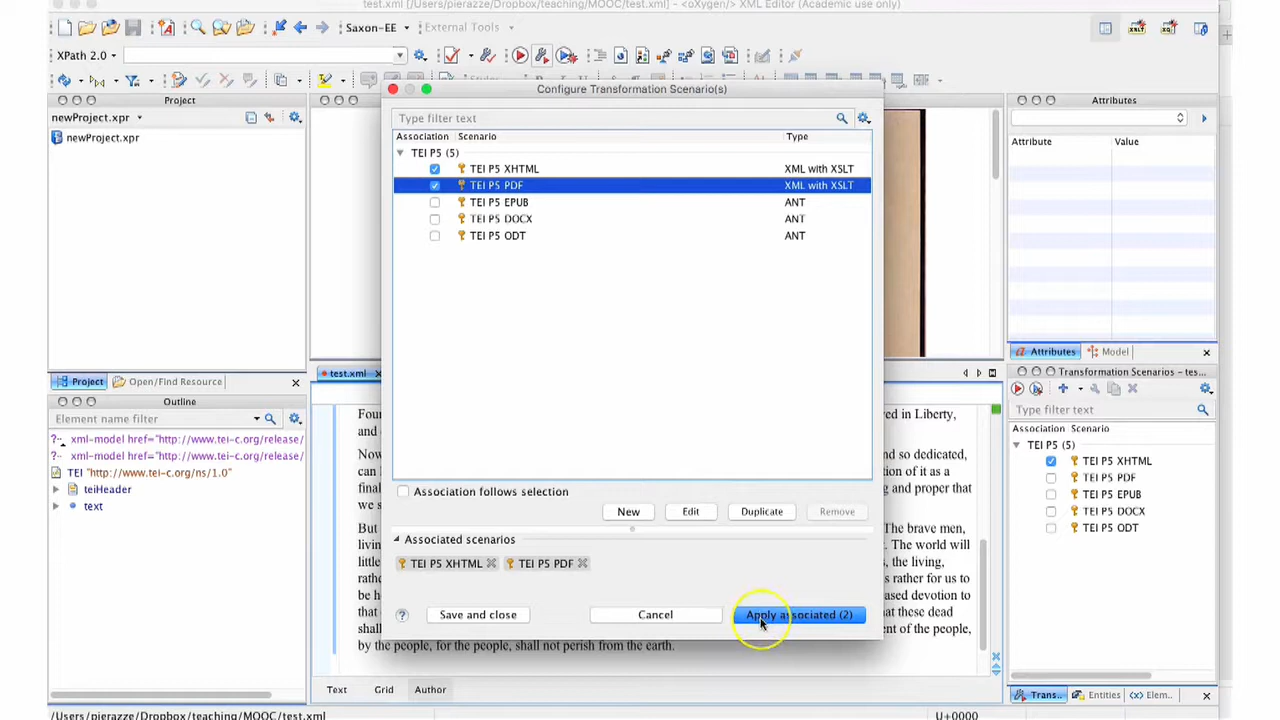 test.xml [/Users/pierazze/Dropbox/teaching/MOOC/test.xml] - <oXygen/> XML Editor (Academic use only)
Saxon-EE
External Tools
XPath 2.0
Styles
Project
newProject.xpr
newProject.xpr
Project
Open/Find Resource
Outline
Element name filter
xml-model href="http://www.tei-c.org/release/
xml-model href="http://www.tei-c.org/release/
TEI "http://www.tei-c.org/ns/1.0"
teiHeader
text
Configure Transformation Scenario(s)
Type filter text
Association Scenario Type
TEI P5 (5)
TEI P5 XHTML XML with XSLT
TEI P5 PDF XML with XSLT
TEI P5 EPUB ANT
TEI P5 DOCX ANT
TEI P5 ODT ANT
Association follows selection
New Edit Duplicate Remove
Associated scenarios
TEI P5 XHTML TEI P5 PDF
? Save and close Cancel Apply associated (2)
test.xml
Four ed in Liberty,
and
Now nd so dedicated,
can tion of it as a
final ng and proper that
we s
But The brave men,
livin The world will
little , the living,
rathe s rather for us to
be he ased devotion to
that that these dead
shall ent of the people,
by the people, for the people, shall not perish from the earth.
Text Grid Author
Attributes
Attribute Value
Attributes Model
Transformation Scenarios - tes...
Type filter text
Association Scenario
TEI P5 (5)
TEI P5 XHTML
TEI P5 PDF
TEI P5 EPUB
TEI P5 DOCX
TEI P5 ODT
Trans.. Entities Elem..
/Users/pierazze/Dropbox/teaching/MOOC/test.xml
U+0000